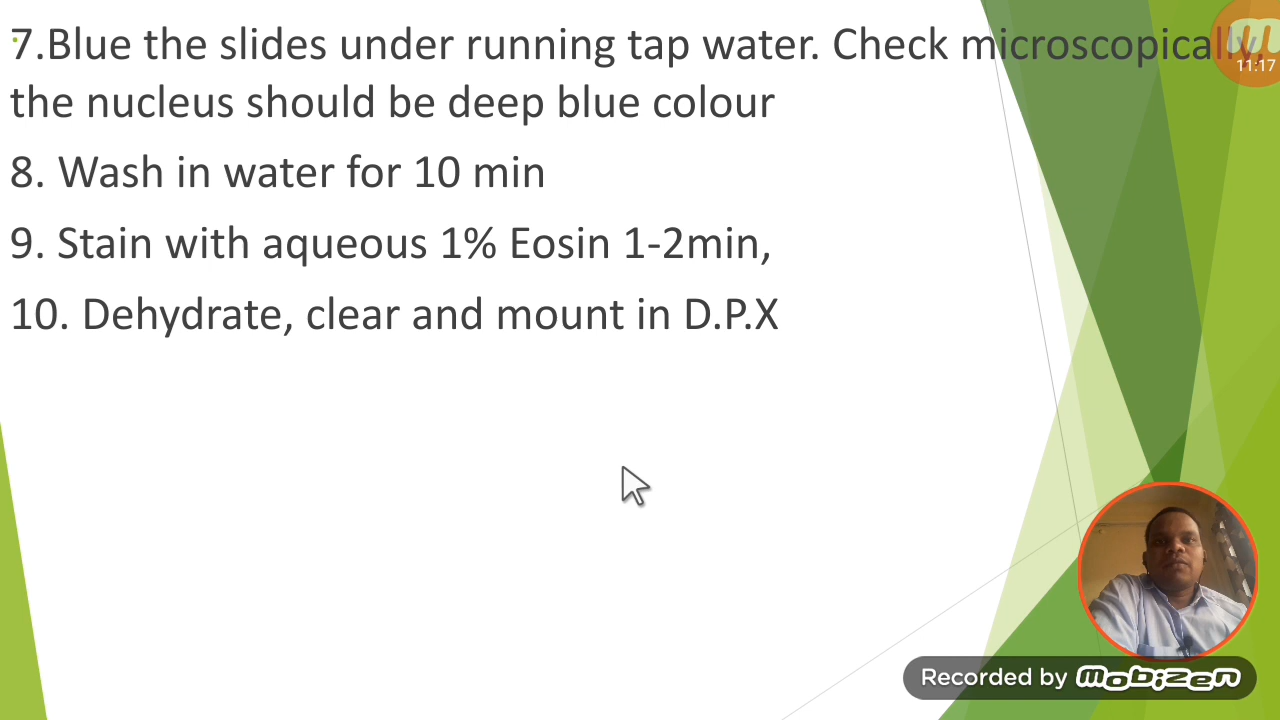 7.Blue the slides under running tap water. Check microscopically,
the nucleus should be deep blue colour
8. Wash in water for 10 min
9. Stain with aqueous 1% Eosin 1-2min,
10. Dehydrate, clear and mount in D.P.X
11:17
Recorded by mobizen